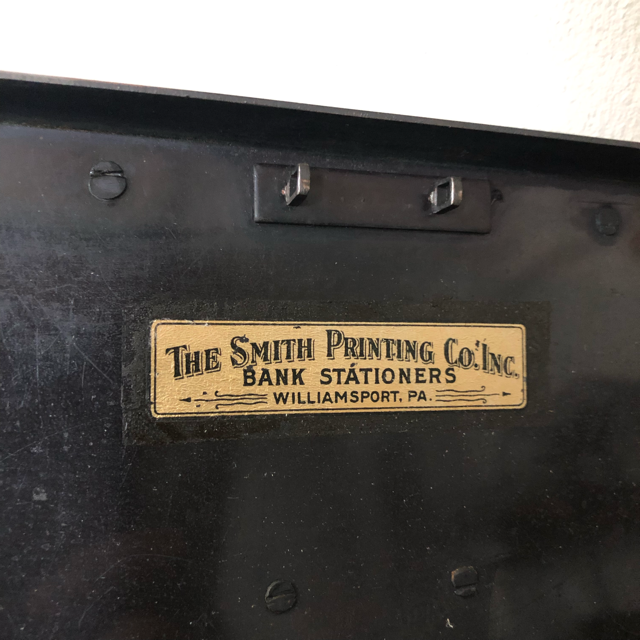 THE SMITH PRINTING CO. INC.
BANK STATIONERS
WILLIAMSPORT, PA.